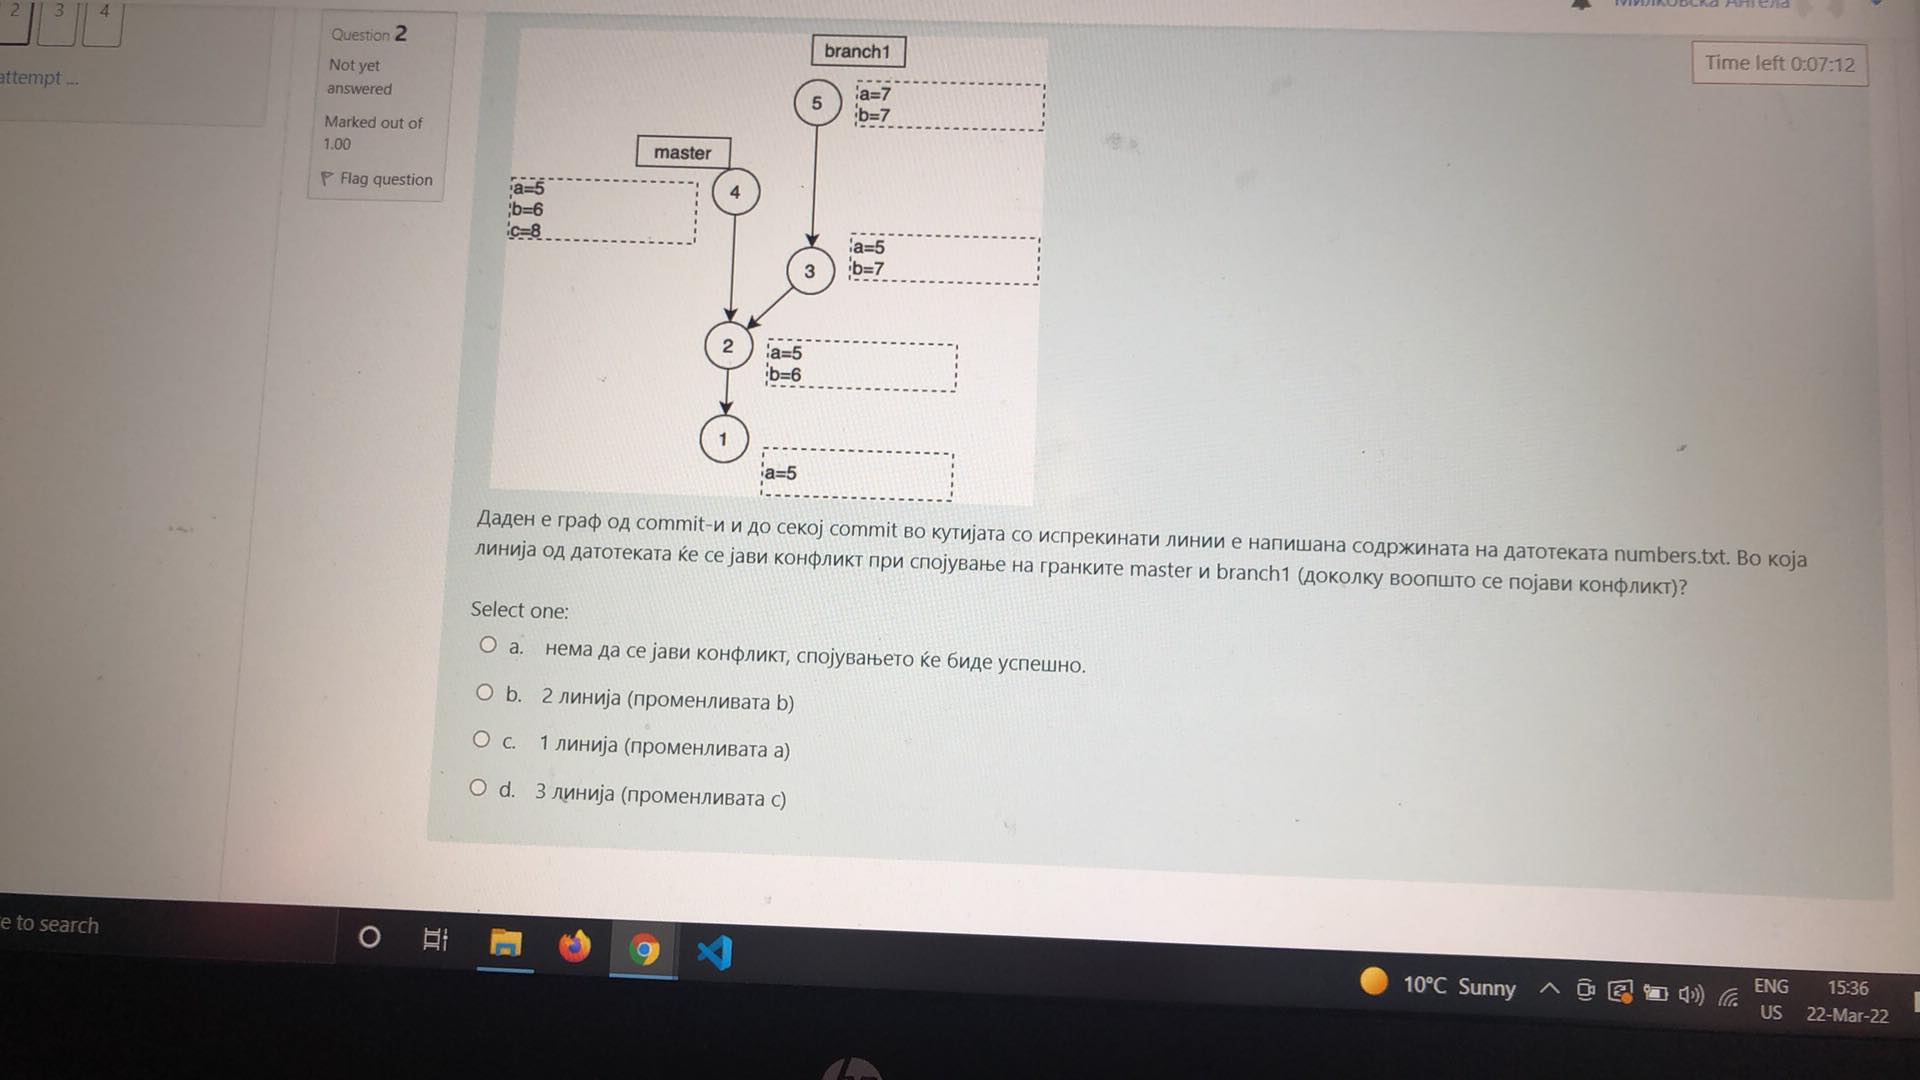 2 3 4
attempt ...
Question 2
Not yet
answered
Marked out of
1.00
Flag question
Time left 0:07:12
branch1
5
a=7
b=7
master
4
a=5
b=6
c=8
3
a=5
b=7
2
a=5
b=6
1
a=5
Даден е граф од commit-и и до секој commit во кутијата со испрекинати линии е напишана содржината на датотеката numbers.txt. Во која
линија од датотеката ќе се јави конфликт при спојување на гранките master и branch1 (доколку воопшто се појави конфликт)?
Select one:
a. нема да се јави конфликт, спојувањето ќе биде успешно.
b. 2 линија (променливата b)
c. 1 линија (променливата a)
d. 3 линија (променливата c)
e to search
10°C Sunny
ENG
US
15:36
22-Mar-22
hp